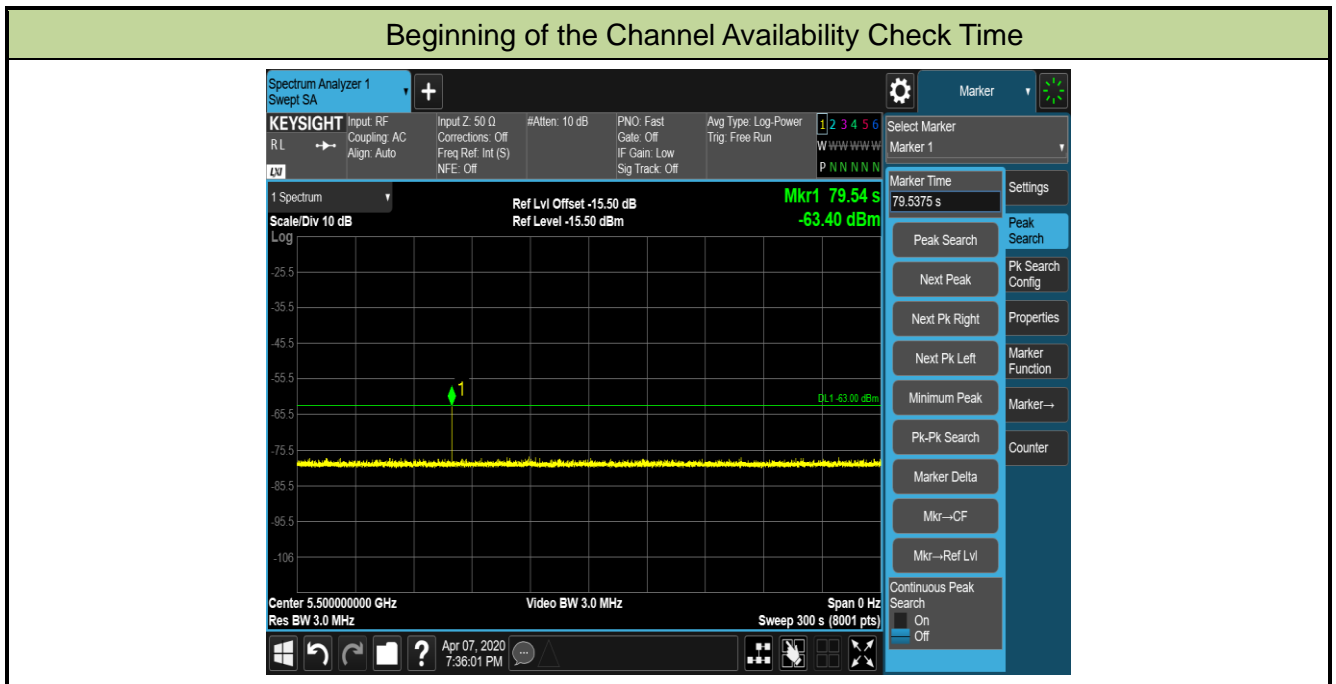 Beginning of the Channel Availability Check Time
Spectrum Analyzer 1
Swept SA
+
Marker
KEYSIGHT
RL
LXI
Input: RF
Coupling: AC
Align: Auto
Input Z: 50 Ω
Corrections: Off
Freq Ref: Int (S)
NFE: Off
#Atten: 10 dB
PNO: Fast
Gate: Off
IF Gain: Low
Sig Track: Off
Avg Type: Log-Power
Trig: Free Run
1 2 3 4 5 6
W W W W W W
P N N N N N
Select Marker
Marker 1
1 Spectrum
Scale/Div 10 dB
Ref Lvl Offset -15.50 dB
Ref Level -15.50 dBm
Mkr1 79.54 s
-63.40 dBm
Log
-25.5
-35.5
-45.5
-55.5
-65.5
-75.5
-85.5
-95.5
-106
1
DL1 -63.00 dBm
Center 5.500000000 GHz
Res BW 3.0 MHz
Video BW 3.0 MHz
Span 0 Hz
Sweep 300 s (8001 pts)
Marker Time
79.5375 s
Peak Search
Next Peak
Next Pk Right
Next Pk Left
Minimum Peak
Pk-Pk Search
Marker Delta
Mkr→CF
Mkr→Ref Lvl
Continuous Peak
Search
On
Off
Settings
Peak
Search
Pk Search
Config
Properties
Marker
Function
Marker→
Counter
?
Apr 07, 2020
7:36:01 PM